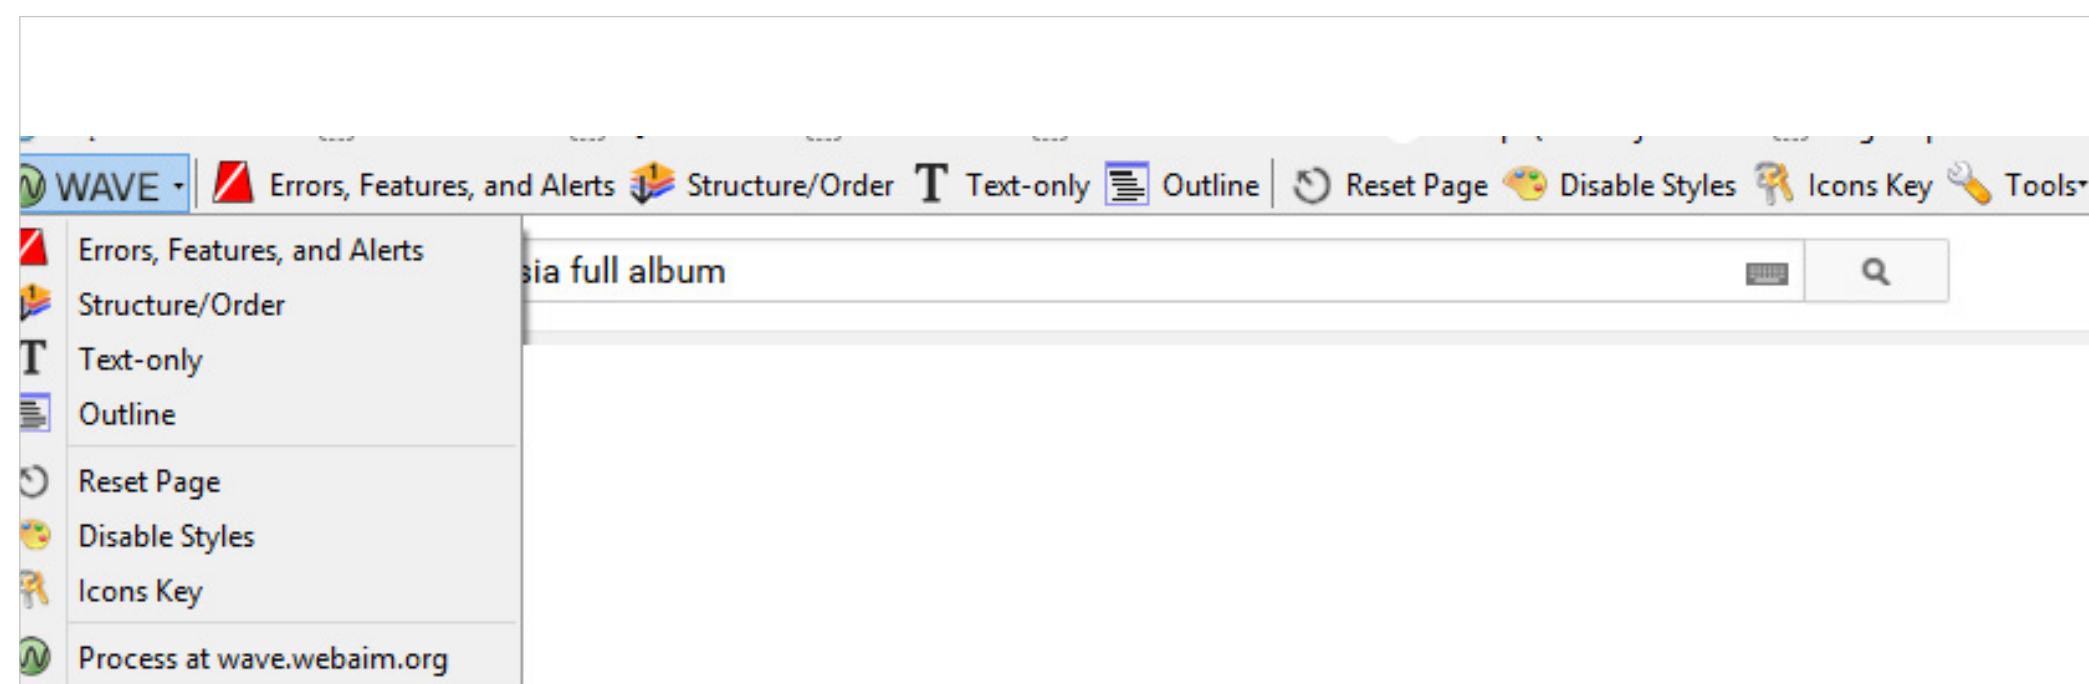 WAVE Errors, Features, and Alerts Structure/Order Text-only Outline Reset Page Disable Styles Icons Key Tools
Errors, Features, and Alerts
sia full album
Structure/Order
Text-only
Outline
Reset Page
Disable Styles
Icons Key
Process at wave.webaim.org